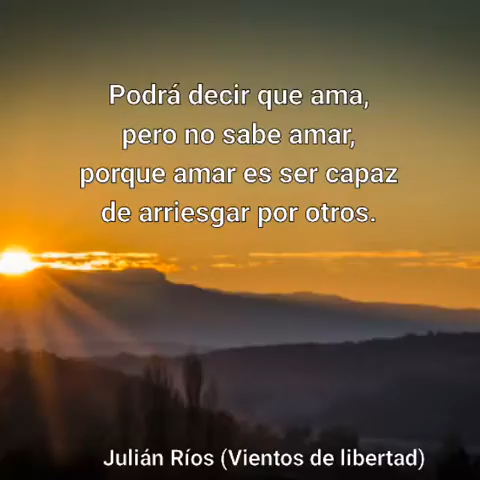 Podrá decir que ama,
pero no sabe amar,
porque amar es ser capaz
de arriesgar por otros.
Julián Ríos (Vientos de libertad)